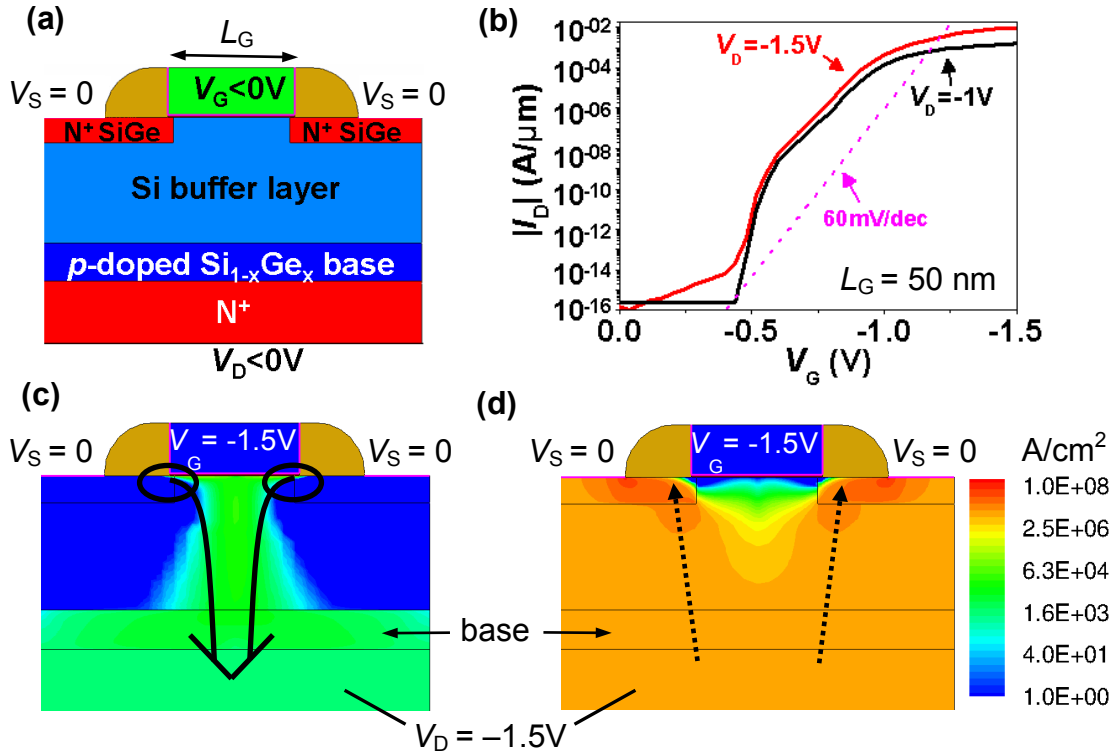 (a)
L_G
V_S = 0
V_G<0V
V_S = 0
N⁺ SiGe
N⁺ SiGe
Si buffer layer
p-doped Si₁₋ₓGeₓ base
N⁺
V_D<0V
(b)
10⁻⁰²
10⁻⁰⁴
10⁻⁰⁶
10⁻⁰⁸
10⁻¹⁰
10⁻¹²
10⁻¹⁴
10⁻¹⁶
|I_D| (A/µm)
V_D=-1.5V
V_D=-1V
60mV/dec
L_G = 50 nm
0.0 -0.5 -1.0 -1.5
V_G (V)
(c)
V_S = 0
V_G = -1.5V
V_S = 0
base
V_D = –1.5V
(d)
V_S = 0
V_G = -1.5V
V_S = 0
A/cm²
1.0E+08
2.5E+06
6.3E+04
1.6E+03
4.0E+01
1.0E+00